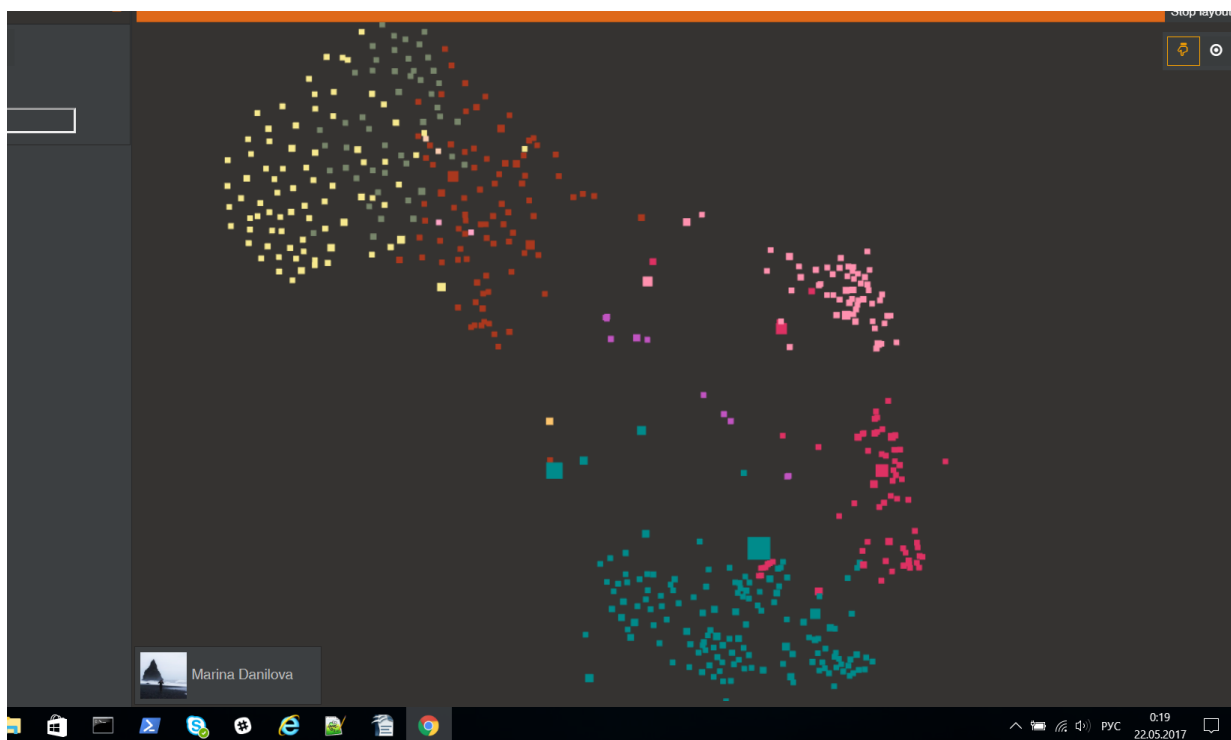 Stop layout
Marina Danilova
РУС
0:19
22.05.2017